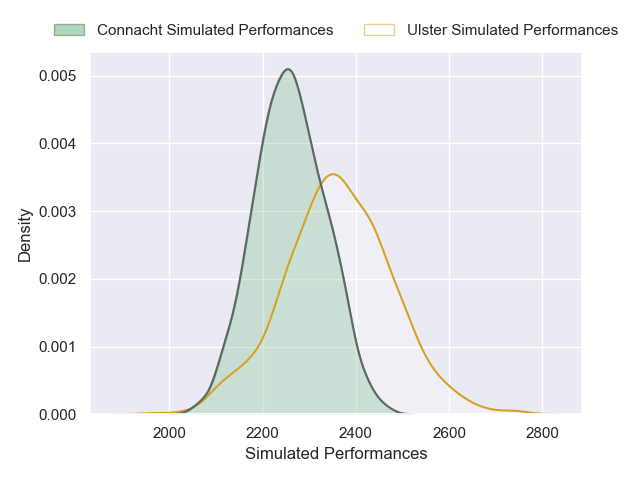 Connacht Simulated Performances
Ulster Simulated Performances
0.005
0.004
0.003
0.002
0.001
0.000
Density
2000
2200
2400
2600
2800
Simulated Performances